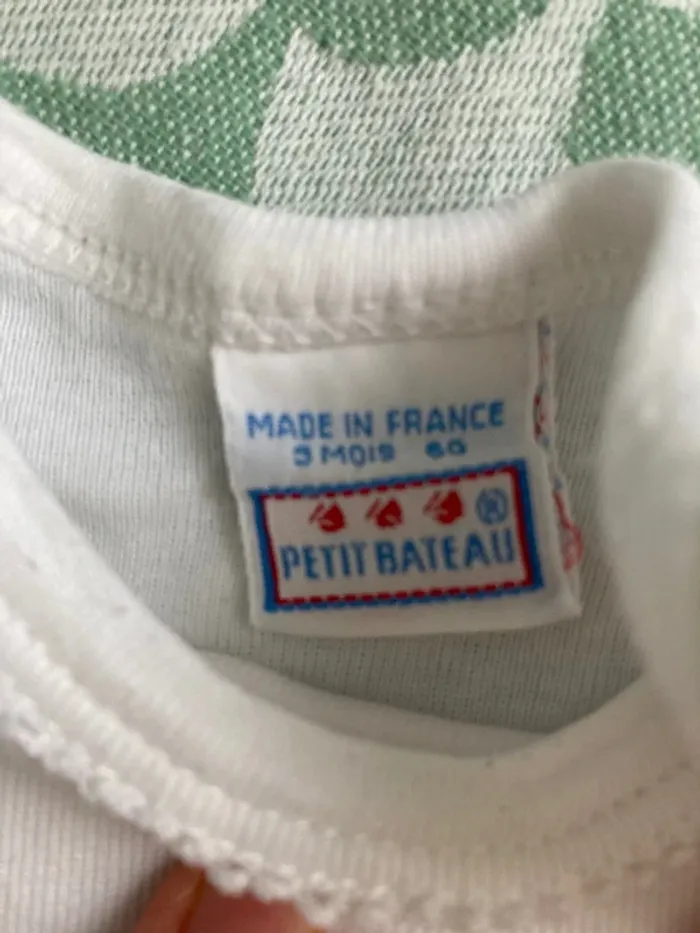 MADE IN FRANCE
3 MOIS 60
®
PETIT BATEAU